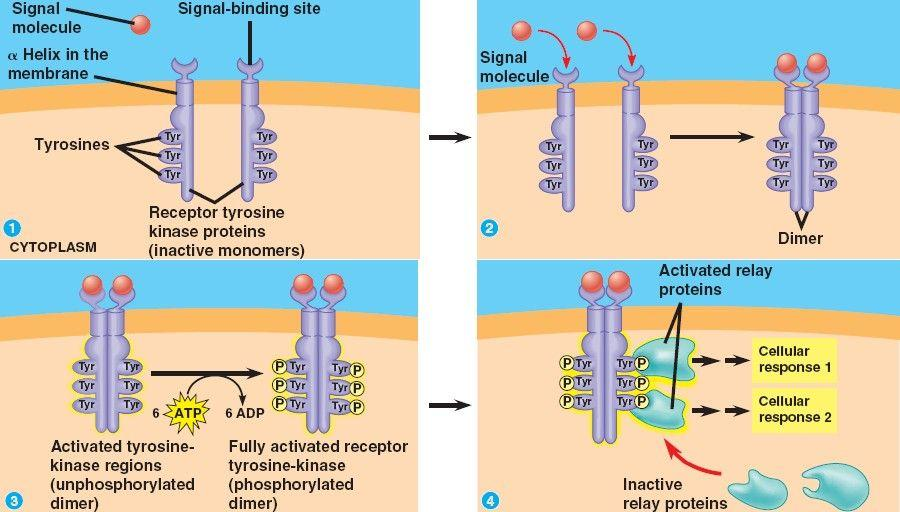 Signal
molecule
Signal-binding site
α Helix in the
membrane
Tyrosines
Tyr
Tyr
Tyr
Tyr
Tyr
Tyr
Receptor tyrosine
kinase proteins
(inactive monomers)
1
CYTOPLASM
Signal
molecule
Tyr
Tyr
Tyr
Tyr
Tyr
Tyr
Tyr
Tyr
Tyr
Tyr
Tyr
Tyr
Dimer
2
Tyr
Tyr
Tyr
Tyr
Tyr
Tyr
6 ATP
6 ADP
P Tyr Tyr P
P Tyr Tyr P
P Tyr Tyr P
Activated tyrosine-
kinase regions
(unphosphorylated
dimer)
Fully activated receptor
tyrosine-kinase
(phosphorylated
dimer)
3
Activated relay
proteins
P Tyr Tyr P
P Tyr Tyr P
P Tyr Tyr P
Cellular
response 1
Cellular
response 2
Inactive
relay proteins
4